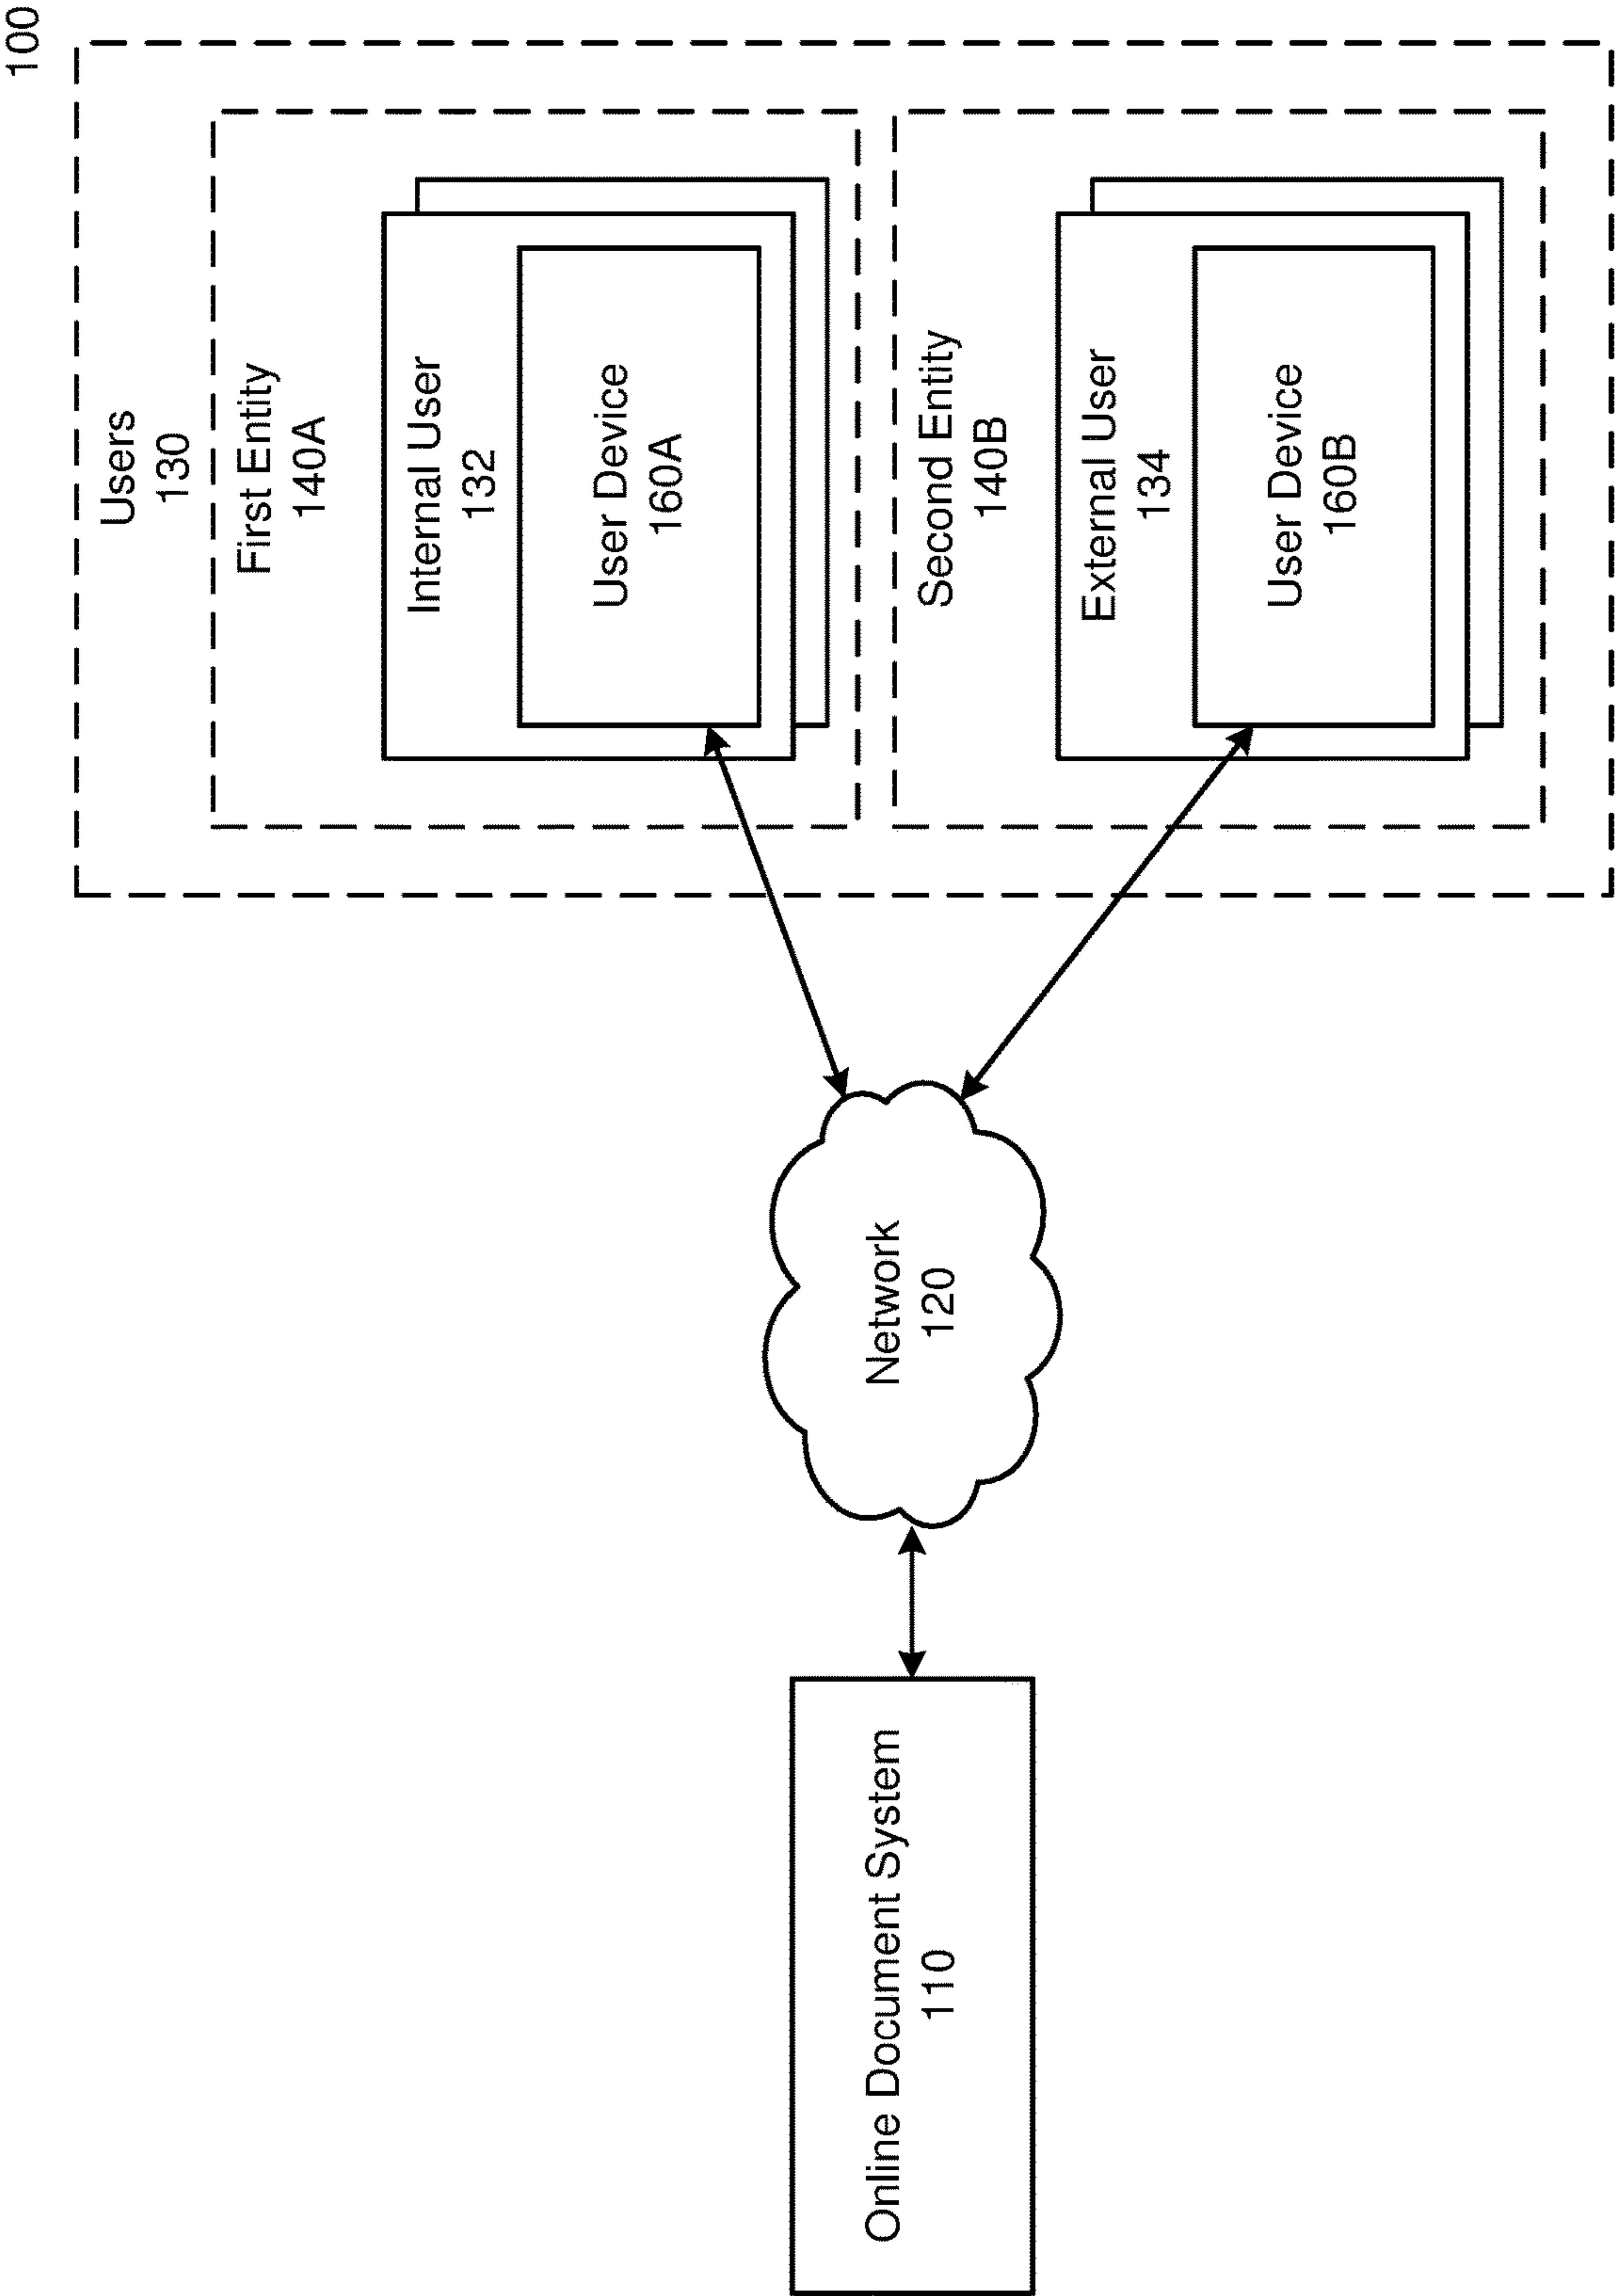 100
Users
130
First Entity
140A
Internal User
132
User Device
160A
Second Entity
140B
External User
134
User Device
160B
Network
120
Online Document System
110